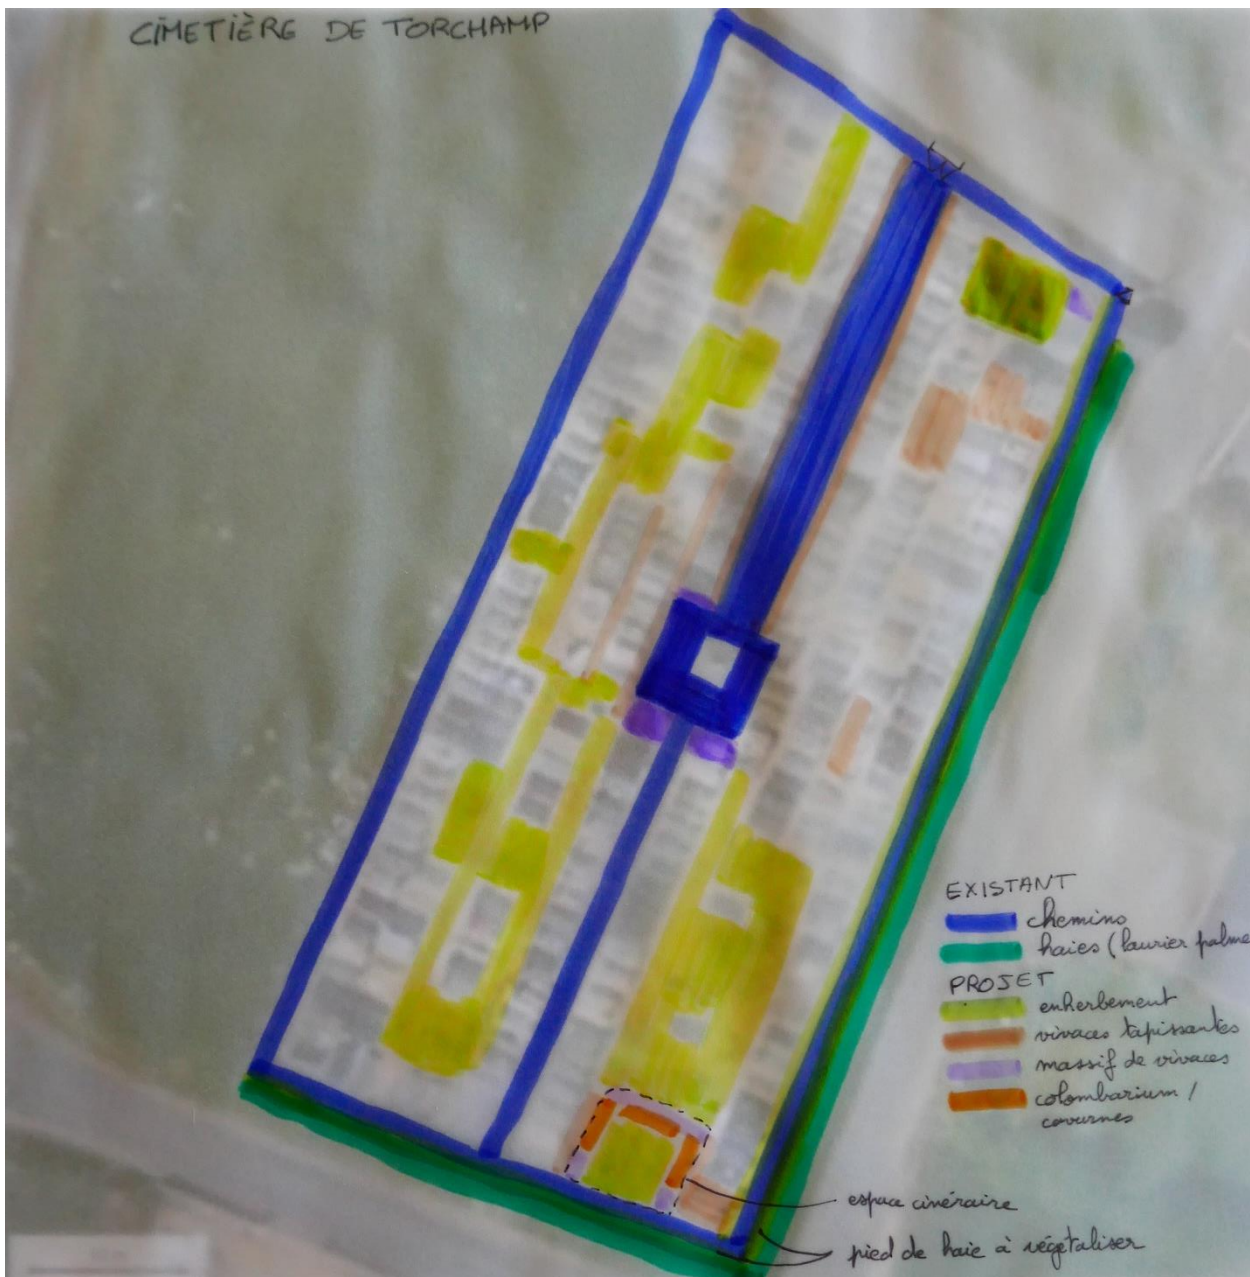 CIMETIÈRE DE TORCHAMP
EXISTANT
chemins
haies (laurier palme
PROJET
enherbement
vivaces tapissantes
massif de vivaces
colombarium /
cavurnes
espace cinéraire
pied de haie à végétaliser